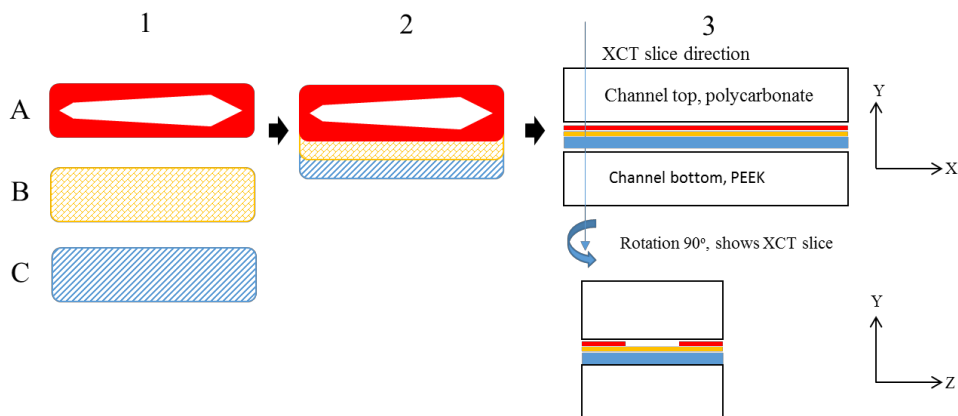 1
2
3
XCT slice direction
A
Channel top, polycarbonate
Y
X
B
Channel bottom, PEEK
C
Rotation 90º, shows XCT slice
Y
Z